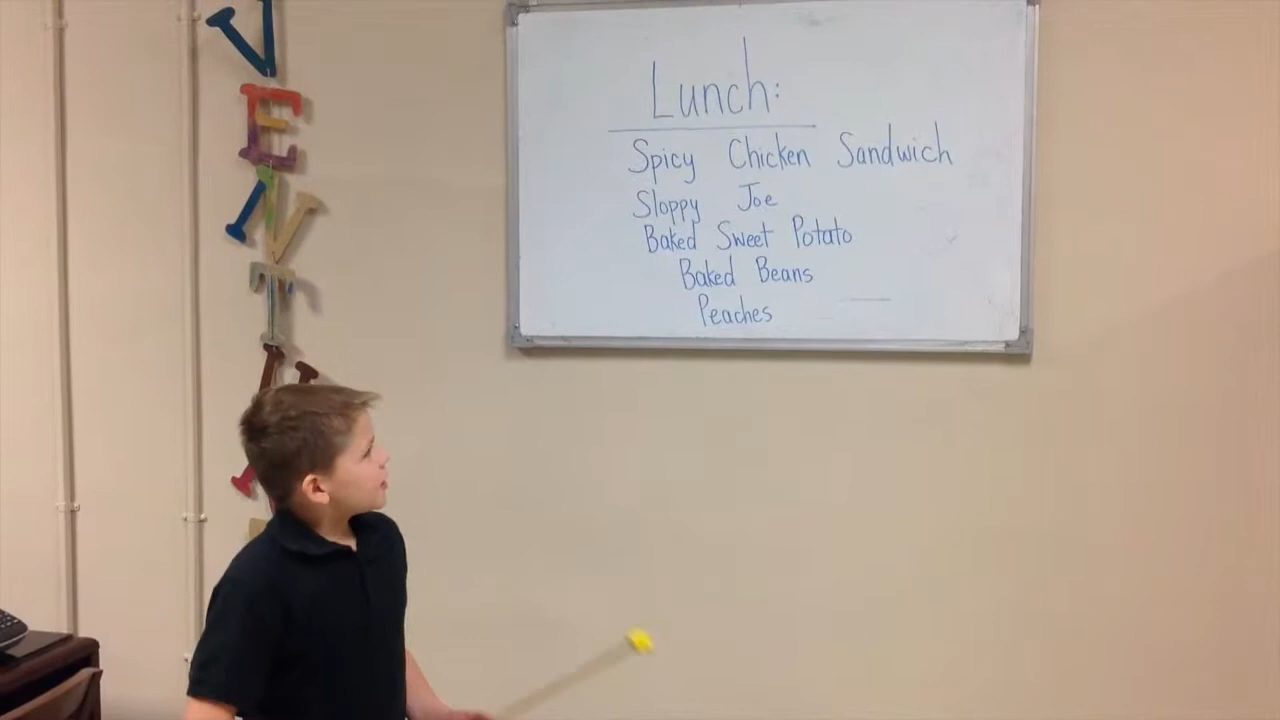 Lunch:
Spicy Chicken Sandwich
Sloppy Joe
Baked Sweet Potato
Baked Beans
Peaches